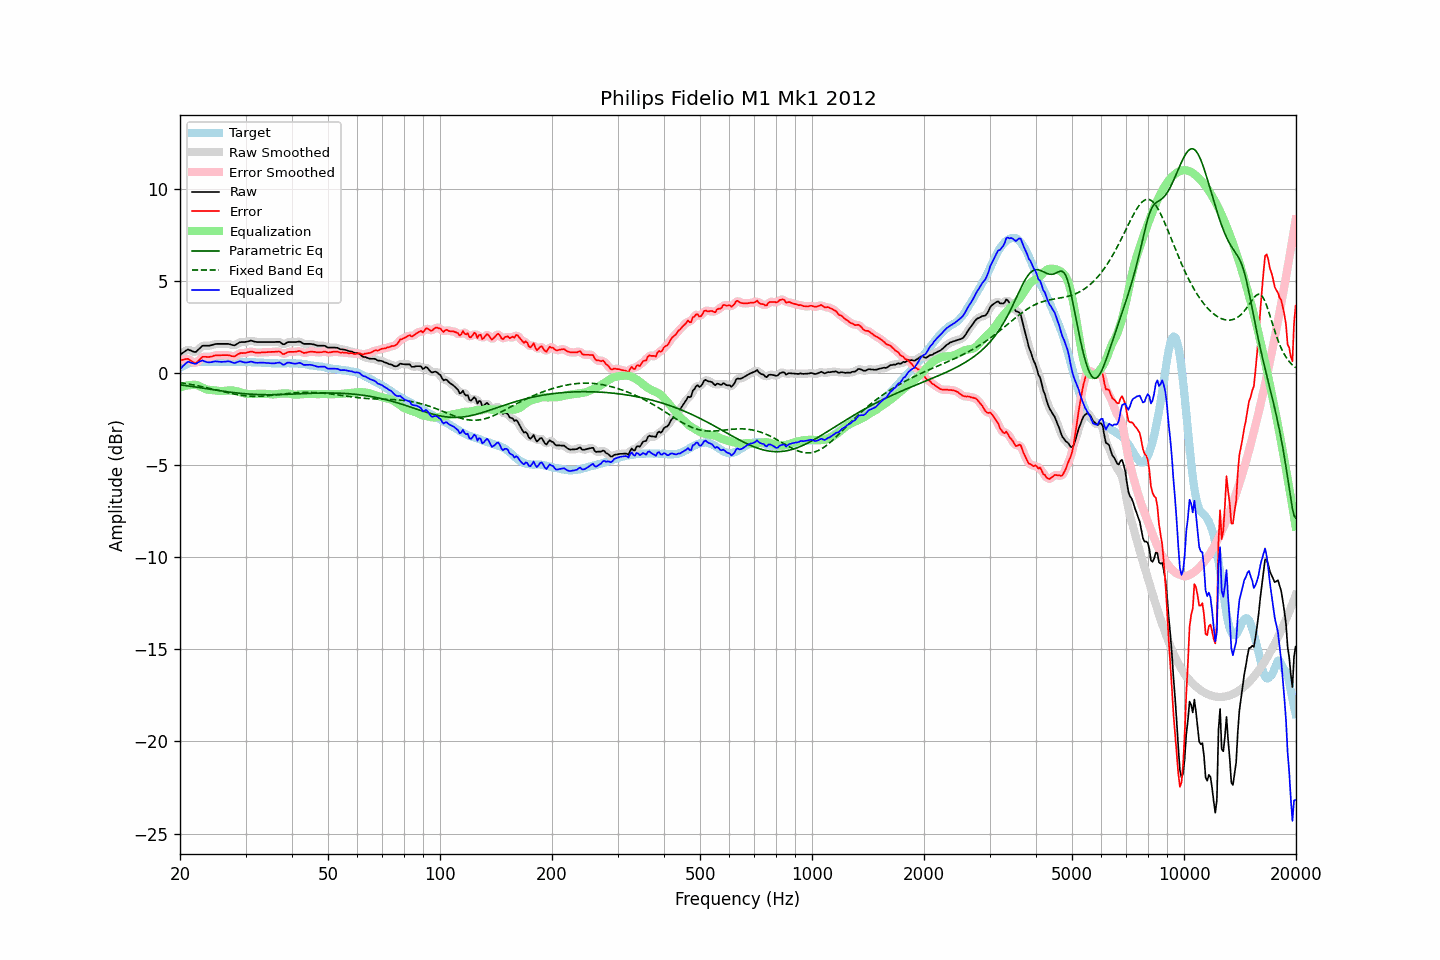 Philips Fidelio M1 Mk1 2012
Target
Raw Smoothed
Error Smoothed
Raw
Error
Equalization
Parametric Eq
Fixed Band Eq
Equalized
Amplitude (dBr)
10
5
0
−5
−10
−15
−20
−25
20 50 100 200 500 1000 2000 5000 10000 20000
Frequency (Hz)